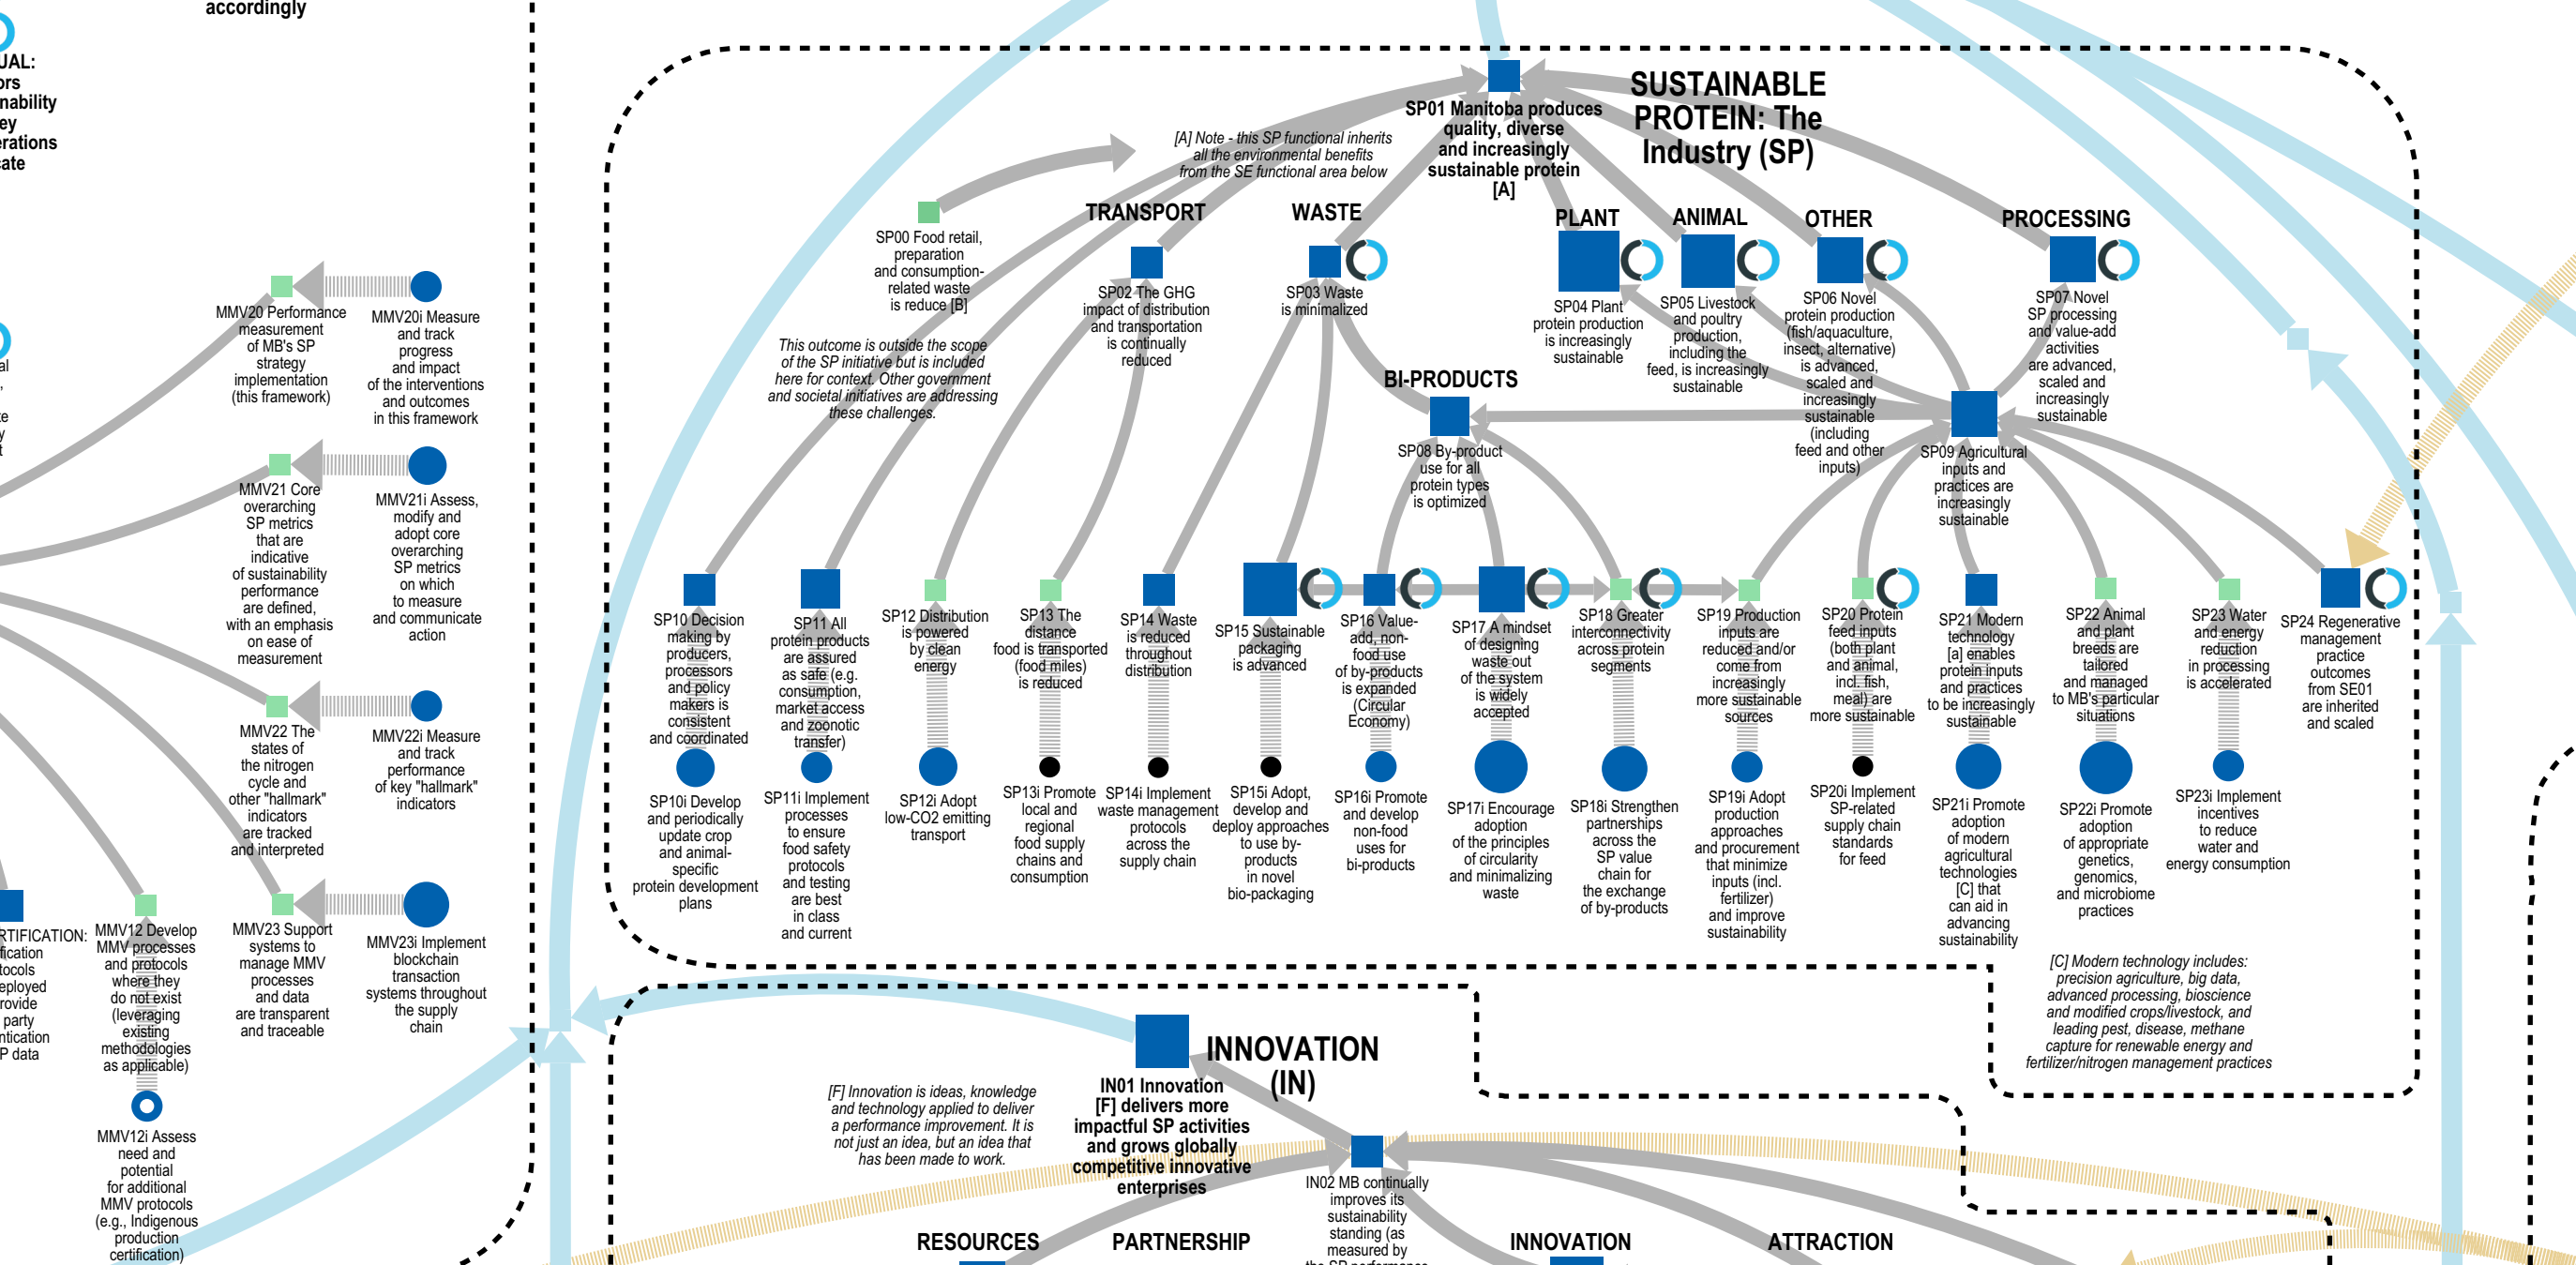 accordingly
UAL:
ors
nability
ey
erations
cate
al
,
te
y
t
MMV20 Performance
measurement
of MB's SP
strategy
implementation
(this framework)
MMV20i Measure
and track
progress
and impact
of the interventions
and outcomes
in this framework
MMV21 Core
overarching
SP metrics
that are
indicative
of sustainability
performance
are defined,
with an emphasis
on ease of
measurement
MMV21i Assess,
modify and
adopt core
overarching
SP metrics
on which
to measure
and communicate
action
MMV22 The
states of
the nitrogen
cycle and
other "hallmark"
indicators
are tracked
and interpreted
MMV22i Measure
and track
performance
of key "hallmark"
indicators
RTIFICATION:
ification
tocols
eployed
rovide
party
ntication
P data
MMV12 Develop
MMV processes
and protocols
where they
do not exist
(leveraging
existing
methodologies
as applicable)
MMV23 Support
systems to
manage MMV
processes
and data
are transparent
and traceable
MMV23i Implement
blockchain
transaction
systems throughout
the supply
chain
MMV12i Assess
need and
potential
for additional
MMV protocols
(e.g., Indigenous
production
certification)
SUSTAINABLE
PROTEIN: The
Industry (SP)
SP01 Manitoba produces
quality, diverse
and increasingly
sustainable protein
[A]
[A] Note - this SP functional inherits
all the environmental benefits
from the SE functional area below
SP00 Food retail,
preparation
and consumption-
related waste
is reduce [B]
This outcome is outside the scope
of the SP initiative but is included
here for context. Other government
and societal initiatives are addressing
these challenges.
TRANSPORT
SP02 The GHG
impact of distribution
and transportation
is continually
reduced
WASTE
SP03 Waste
is minimalized
PLANT
SP04 Plant
protein production
is increasingly
sustainable
ANIMAL
SP05 Livestock
and poultry
production,
including the
feed, is increasingly
sustainable
OTHER
SP06 Novel
protein production
(fish/aquaculture,
insect, alternative)
is advanced,
scaled and
increasingly
sustainable
(including
feed and other
inputs)
PROCESSING
SP07 Novel
SP processing
and value-add
activities
are advanced,
scaled and
increasingly
sustainable
BI-PRODUCTS
SP08 By-product
use for all
protein types
is optimized
SP09 Agricultural
inputs and
practices are
increasingly
sustainable
SP10 Decision
making by
producers,
processors
and policy
makers is
consistent
and coordinated
SP11 All
protein products
are assured
as safe (e.g.
consumption,
market access
and zoonotic
transfer)
SP12 Distribution
is powered
by clean
energy
SP13 The
distance
food is transported
(food miles)
is reduced
SP14 Waste
is reduced
throughout
distribution
SP15 Sustainable
packaging
is advanced
SP16 Value-
add, non-
food use
of by-products
is expanded
(Circular
Economy)
SP17 A mindset
of designing
waste out
of the system
is widely
accepted
SP18 Greater
interconnectivity
across protein
segments
SP19 Production
inputs are
reduced and/or
come from
increasingly
more sustainable
sources
SP20 Protein
feed inputs
(both plant
and animal,
incl. fish,
meal) are
more sustainable
SP21 Modern
technology
[a] enables
protein inputs
and practices
to be increasingly
sustainable
SP22 Animal
and plant
breeds are
tailored
and managed
to MB's particular
situations
SP23 Water
and energy
reduction
in processing
is accelerated
SP24 Regenerative
management
practice
outcomes
from SE01
are inherited
and scaled
SP10i Develop
and periodically
update crop
and animal-
specific
protein development
plans
SP11i Implement
processes
to ensure
food safety
protocols
and testing
are best
in class
and current
SP12i Adopt
low-CO2 emitting
transport
SP13i Promote
local and
regional
food supply
chains and
consumption
SP14i Implement
waste management
protocols
across the
supply chain
SP15i Adopt,
develop and
deploy approaches
to use by-
products
in novel
bio-packaging
SP16i Promote
and develop
non-food
uses for
bi-products
SP17i Encourage
adoption
of the principles
of circularity
and minimalizing
waste
SP18i Strengthen
partnerships
across the
SP value
chain for
the exchange
of by-products
SP19i Adopt
production
approaches
and procurement
that minimize
inputs (incl.
fertilizer)
and improve
sustainability
SP20i Implement
SP-related
supply chain
standards
for feed
SP21i Promote
adoption
of modern
agricultural
technologies
[C] that
can aid in
advancing
sustainability
SP22i Promote
adoption
of appropriate
genetics,
genomics,
and microbiome
practices
SP23i Implement
incentives
to reduce
water and
energy consumption
[C] Modern technology includes:
precision agriculture, big data,
advanced processing, bioscience
and modified crops/livestock, and
leading pest, disease, methane
capture for renewable energy and
fertilizer/nitrogen management practices
INNOVATION
(IN)
IN01 Innovation
[F] delivers more
impactful SP activities
and grows globally
competitive innovative
enterprises
[F] Innovation is ideas, knowledge
and technology applied to deliver
a performance improvement. It is
not just an idea, but an idea that
has been made to work.
IN02 MB continually
improves its
sustainability
standing (as
measured by
the SP performance
RESOURCES
PARTNERSHIP
INNOVATION
ATTRACTION